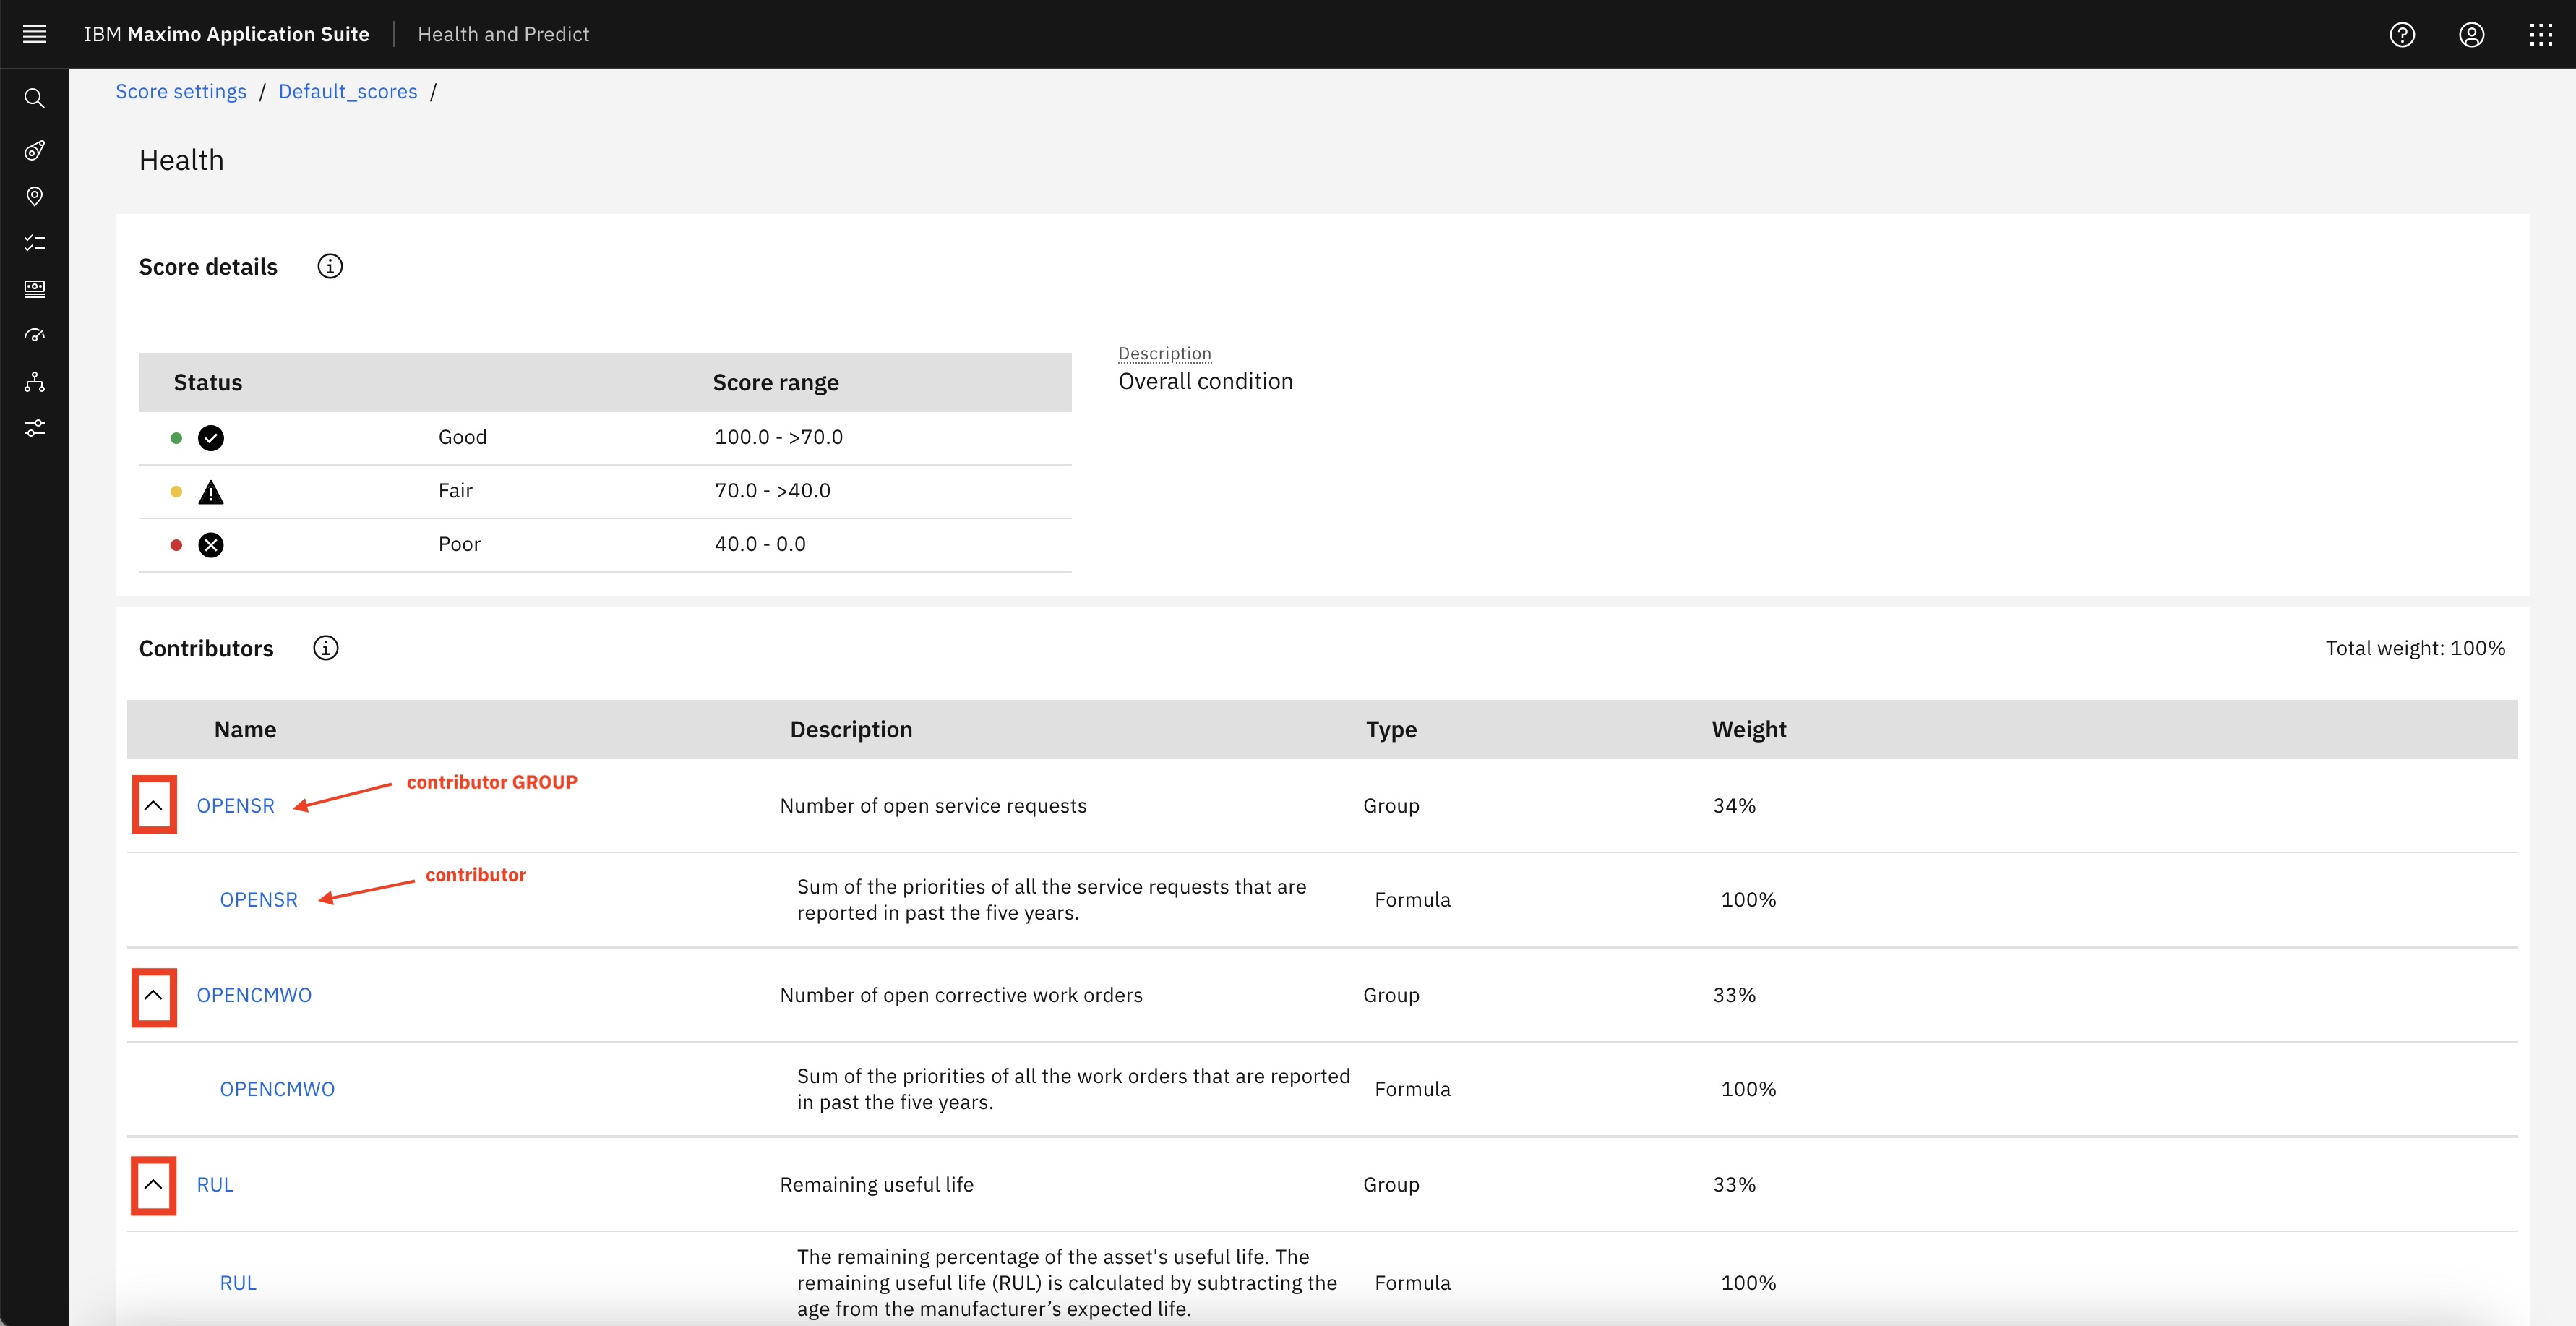 IBM Maximo Application Suite | Health and Predict
Score settings / Default_scores /
Health
Score details
Description
Overall condition
Status Score range
Good 100.0 - >70.0
Fair 70.0 - >40.0
Poor 40.0 - 0.0
Contributors Total weight: 100%
Name Description Type Weight
contributor GROUP
OPENSR Number of open service requests Group 34%
contributor
OPENSR Sum of the priorities of all the service requests that are Formula 100%
reported in past the five years.
OPENCMWO Number of open corrective work orders Group 33%
OPENCMWO Sum of the priorities of all the work orders that are reported Formula 100%
in past the five years.
RUL Remaining useful life Group 33%
The remaining percentage of the asset's useful life. The
RUL remaining useful life (RUL) is calculated by subtracting the Formula 100%
age from the manufacturer’s expected life.